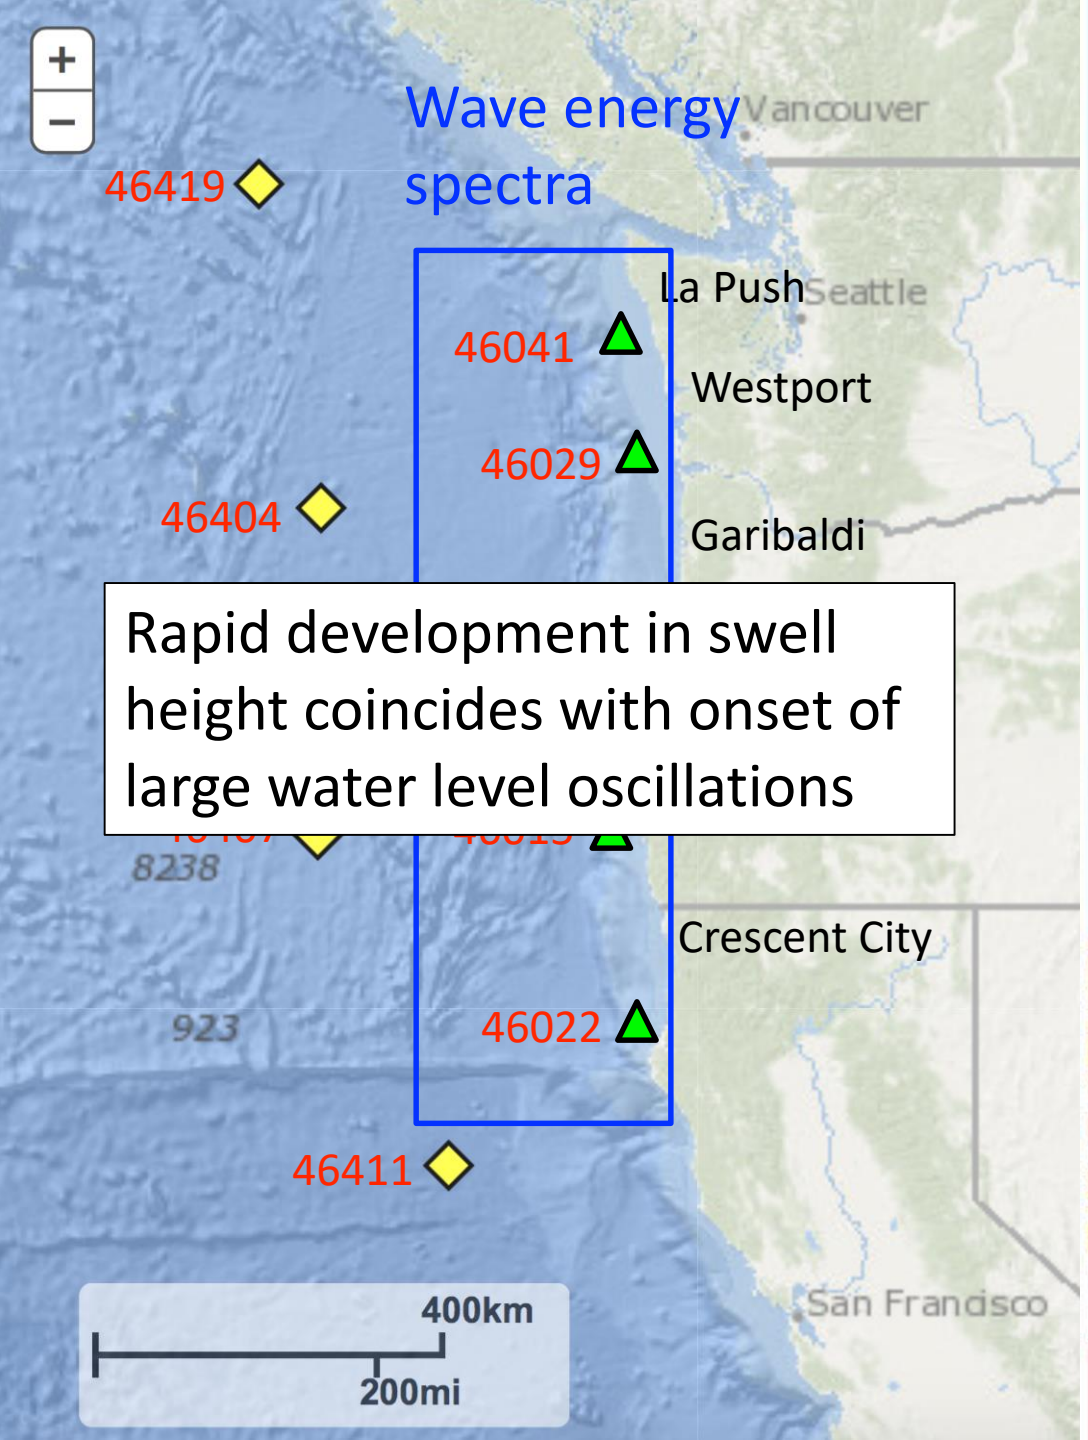 +
−
Wave energy
Vancouver
spectra
46419
La Push
Seattle
46041
Westport
46029
46404
Garibaldi
Rapid development in swell
height coincides with onset of
large water level oscillations
8238
Crescent City
923
46022
46411
San Francisco
400km
200mi